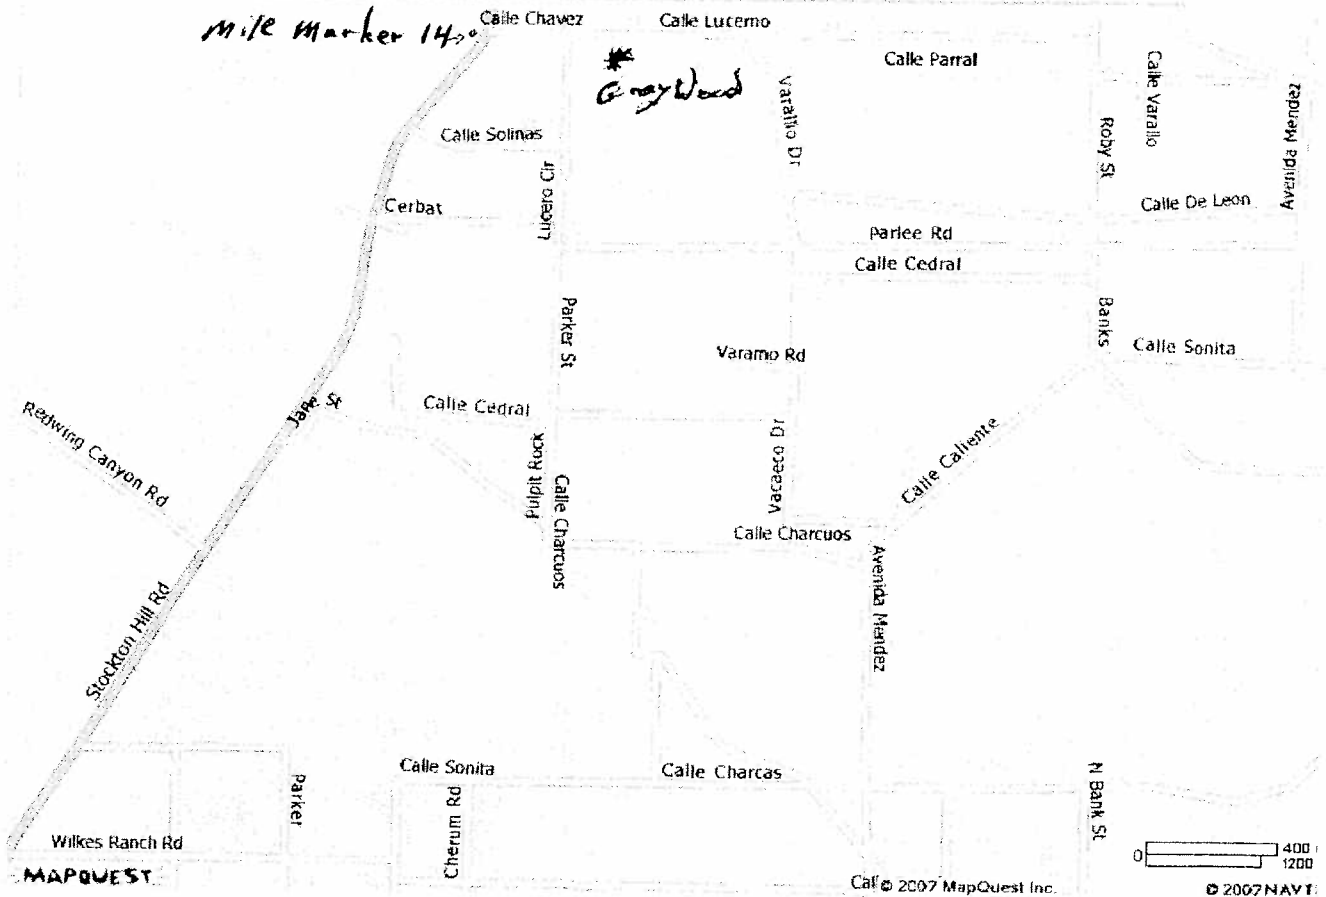 Mile Marker 14
Calle Chavez
Calle Lucerno
GrayWood
Calle Parral
Varallio Dr
Calle Varallo
Avenida Mendez
Roby St
Calle Solinas
Lucero Cir
Cerbat
Calle De Leon
Parlee Rd
Calle Cedral
Parker St
Banks
Varamo Rd
Calle Sonita
Jane St
Calle Cedral
Redwing Canyon Rd
Pulpit Rock
Calle Charcuos
Vacaeco Dr
Calle Caliente
Calle Charcuos
Avenida Mendez
Stockton Hill Rd
Parker
Calle Sonita
Cherum Rd
Calle Charcas
N Bank St
Wilkes Ranch Rd
MAPQUEST
0
400
1200
Cal
© 2007 MapQuest Inc.
© 2007 NAVT